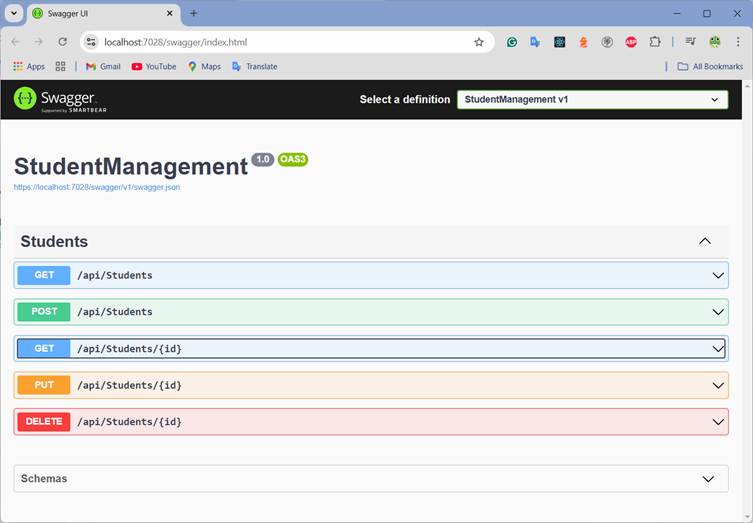 Swagger UI
localhost:7028/swagger/index.html
ABP
Apps
Gmail
YouTube
Maps
Translate
All Bookmarks
Swagger
Supported by SMARTBEAR
Select a definition
StudentManagement v1
StudentManagement 1.0 OAS3
https://localhost:7028/swagger/v1/swagger.json
Students
GET /api/Students
POST /api/Students
GET /api/Students/{id}
PUT /api/Students/{id}
DELETE /api/Students/{id}
Schemas